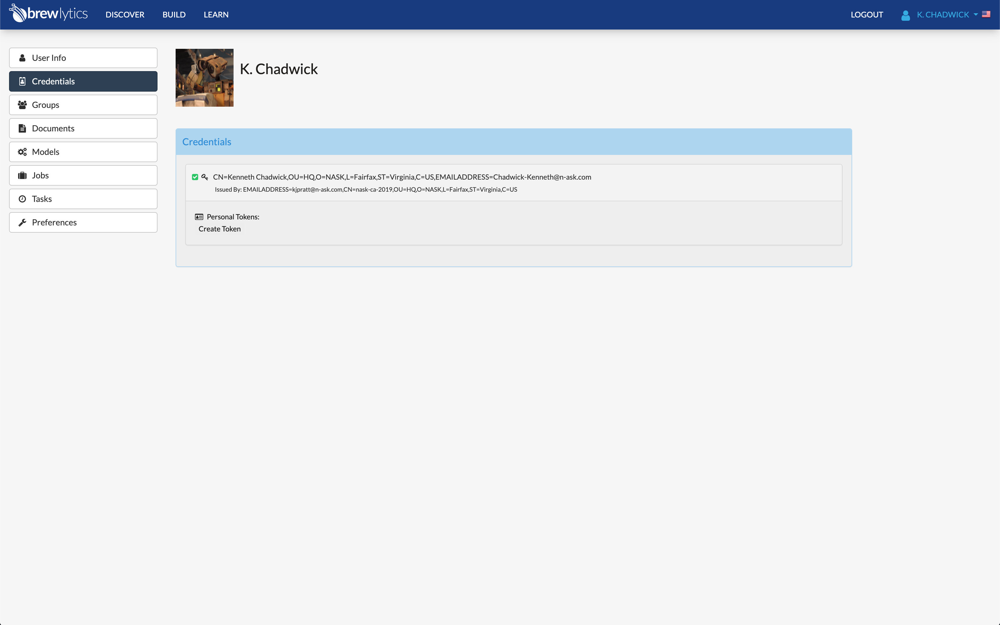 brewlytics DISCOVER BUILD LEARN LOGOUT K. CHADWICK
User Info
Credentials
Groups
Documents
Models
Jobs
Tasks
Preferences
K. Chadwick
Credentials
CN=Kenneth Chadwick,OU=HQ,O=NASK,L=Fairfax,ST=Virginia,C=US,EMAILADDRESS=Chadwick-Kenneth@n-ask.com
Issued By: EMAILADDRESS=kjpratt@n-ask.com,CN=nask-ca-2019,OU=HQ,O=NASK,L=Fairfax,ST=Virginia,C=US
Personal Tokens:
Create Token